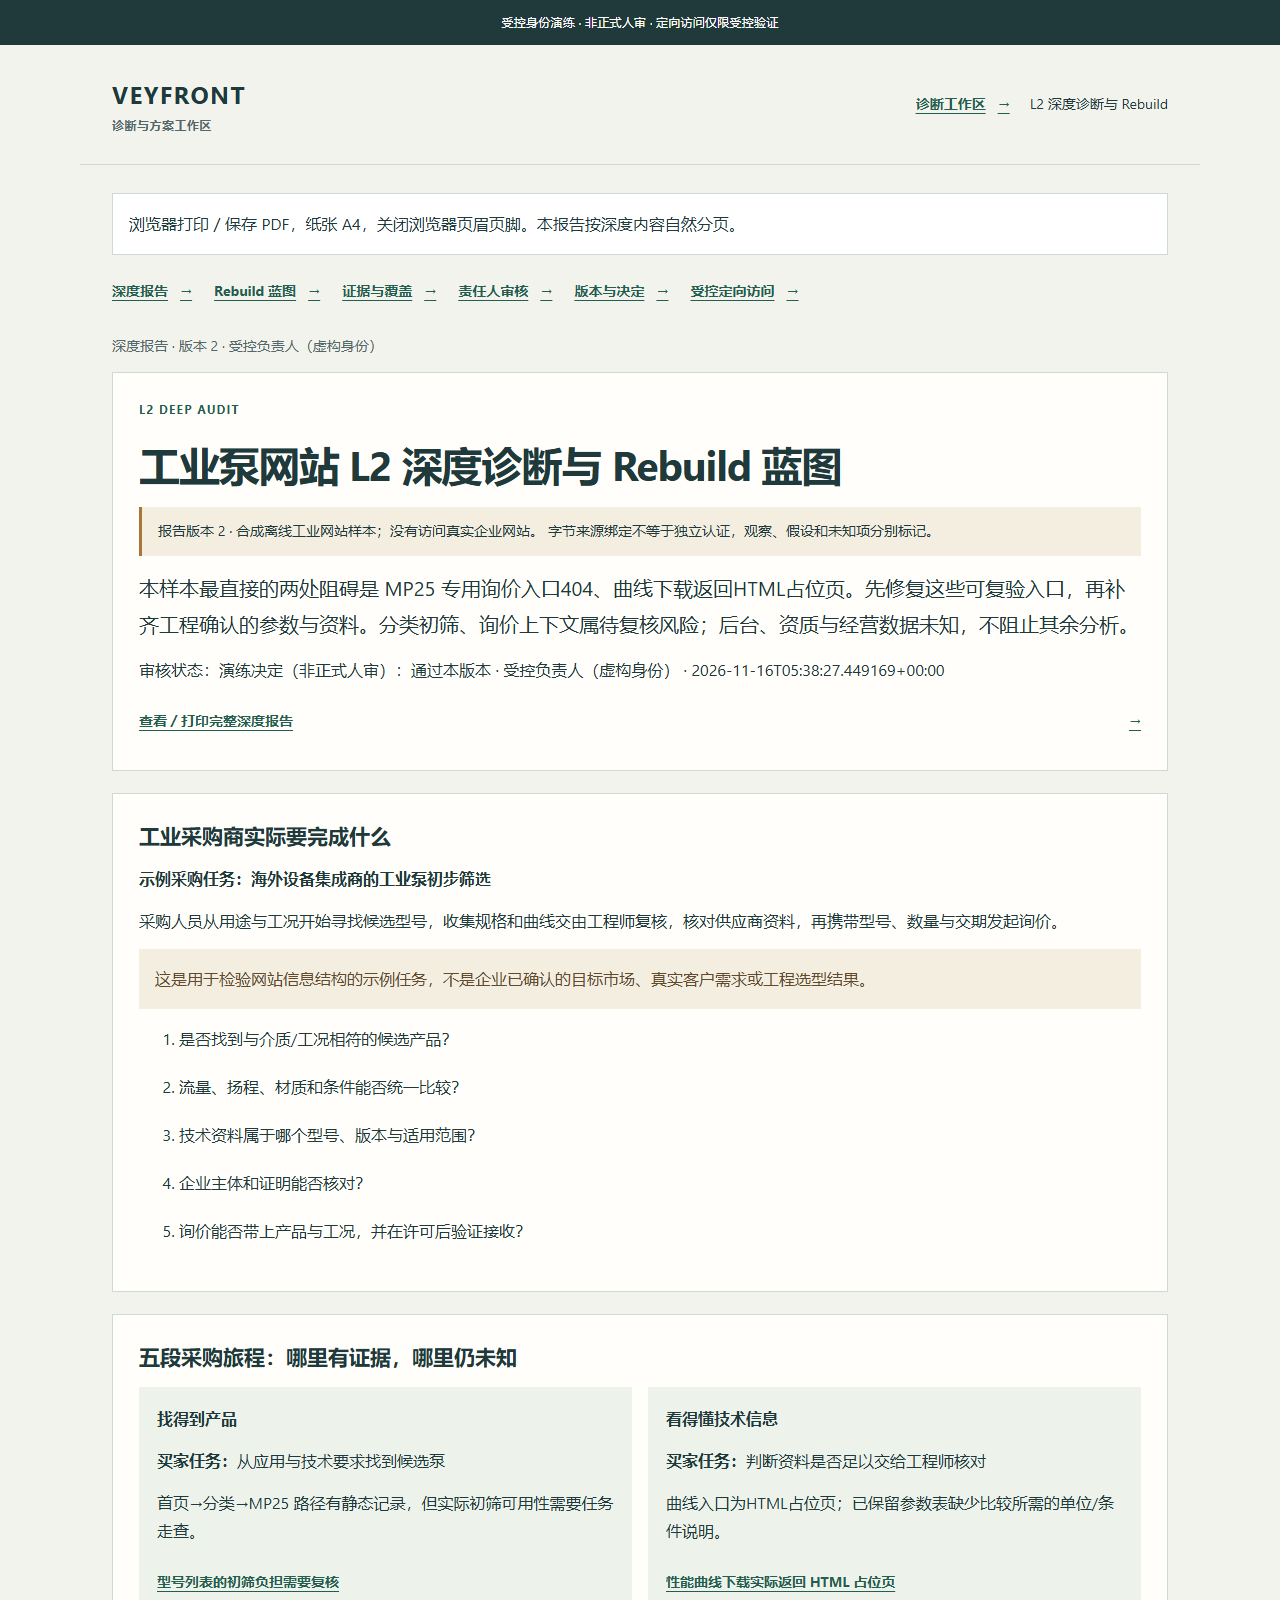 受控身份演练 · 非正式人审 · 定向访问仅限受控验证
VEYFRONT
诊断与方案工作区
诊断工作区 → L2 深度诊断与 Rebuild
浏览器打印 / 保存 PDF，纸张 A4，关闭浏览器页眉页脚。本报告按深度内容自然分页。
深度报告 → Rebuild 蓝图 → 证据与覆盖 → 责任人审核 → 版本与决定 → 受控定向访问 →
深度报告 · 版本 2 · 受控负责人（虚构身份）
L2 DEEP AUDIT
工业泵网站 L2 深度诊断与 Rebuild 蓝图
报告版本 2 · 合成离线工业网站样本；没有访问真实企业网站。 字节来源绑定不等于独立认证，观察、假设和未知项分别标记。
本样本最直接的两处阻碍是 MP25 专用询价入口404、曲线下载返回HTML占位页。先修复这些可复验入口，再补
齐工程确认的参数与资料。分类初筛、询价上下文属待复核风险；后台、资质与经营数据未知，不阻止其余分析。
审核状态：演练决定（非正式人审）：通过本版本 · 受控负责人（虚构身份） · 2026-11-16T05:38:27.449169+00:00
查看 / 打印完整深度报告 →
工业采购商实际要完成什么
示例采购任务：海外设备集成商的工业泵初步筛选
采购人员从用途与工况开始寻找候选型号，收集规格和曲线交由工程师复核，核对供应商资料，再携带型号、数量与交期发起询价。
这是用于检验网站信息结构的示例任务，不是企业已确认的目标市场、真实客户需求或工程选型结果。
1. 是否找到与介质/工况相符的候选产品？
2. 流量、扬程、材质和条件能否统一比较？
3. 技术资料属于哪个型号、版本与适用范围？
4. 企业主体和证明能否核对？
5. 询价能否带上产品与工况，并在许可后验证接收？
五段采购旅程：哪里有证据，哪里仍未知
找得到产品
买家任务：从应用与技术要求找到候选泵
首页→分类→MP25 路径有静态记录，但实际初筛可用性需要任务
走查。
型号列表的初筛负担需要复核
看得懂技术信息
买家任务：判断资料是否足以交给工程师核对
曲线入口为HTML占位页；已保留参数表缺少比较所需的单位/条
件说明。
性能曲线下载实际返回 HTML 占位页